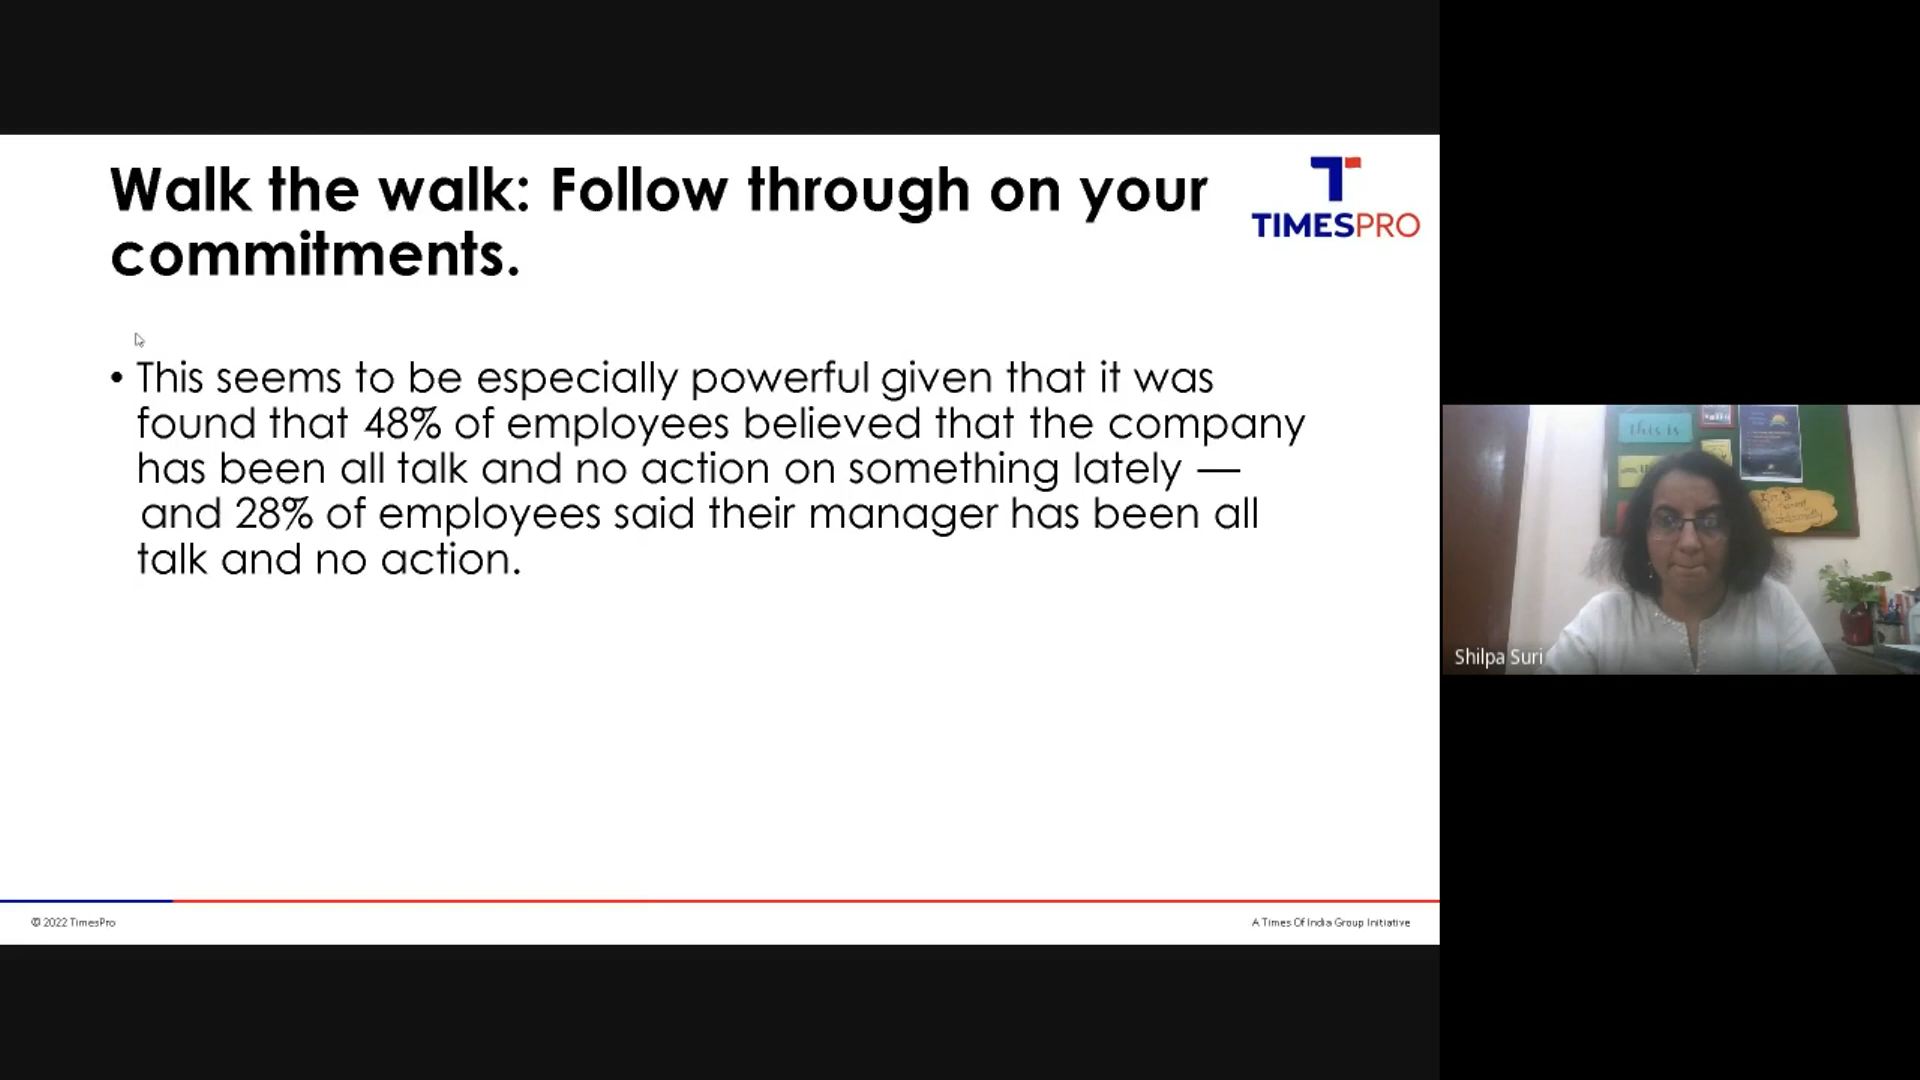 Walk the walk: Follow through on your
commitments.
TIMESPRO
• This seems to be especially powerful given that it was
found that 48% of employees believed that the company
has been all talk and no action on something lately —
and 28% of employees said their manager has been all
talk and no action.
this is
Shilpa Suri
© 2022 TimesPro
A Times Of India Group Initiative